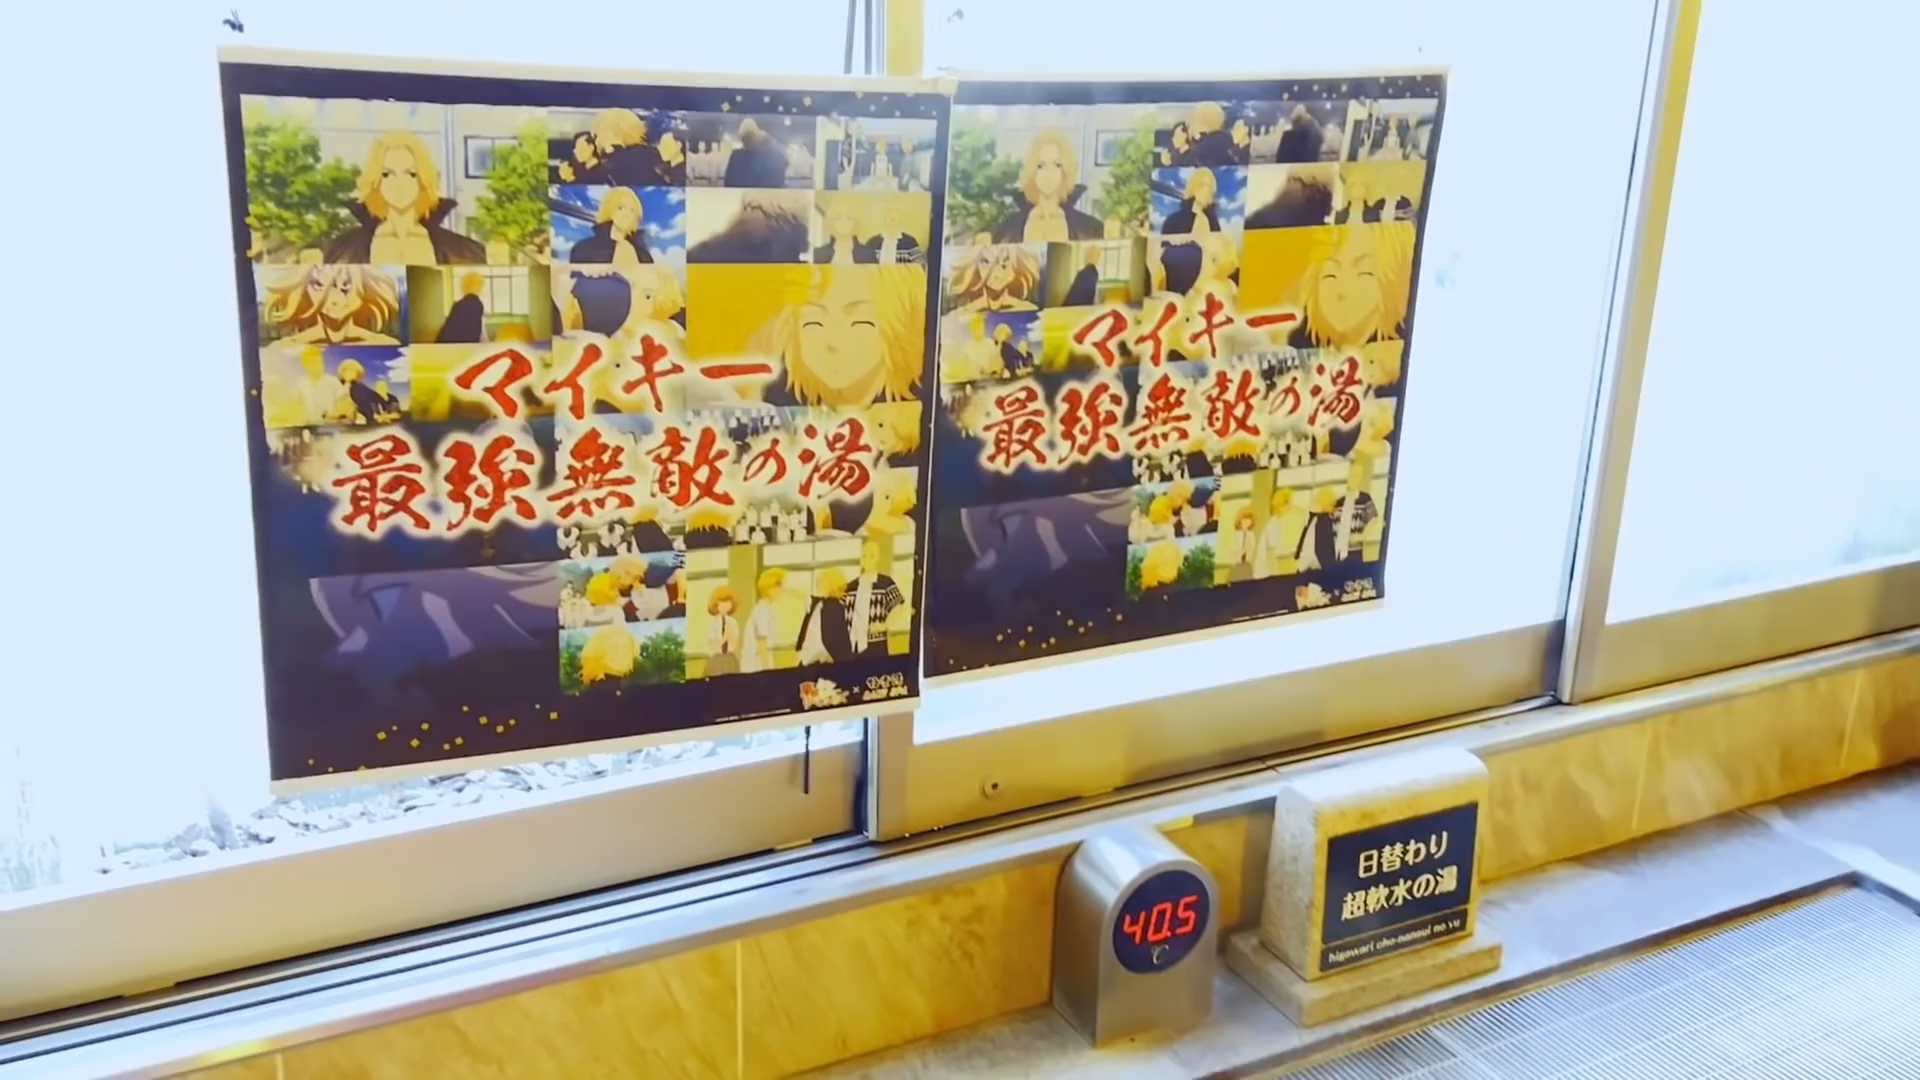 マイキー
最強無敵の湯
マイキー
最強無敵の湯
40.5
℃
日替わり
超軟水の湯
higawari cho-nansui no yu